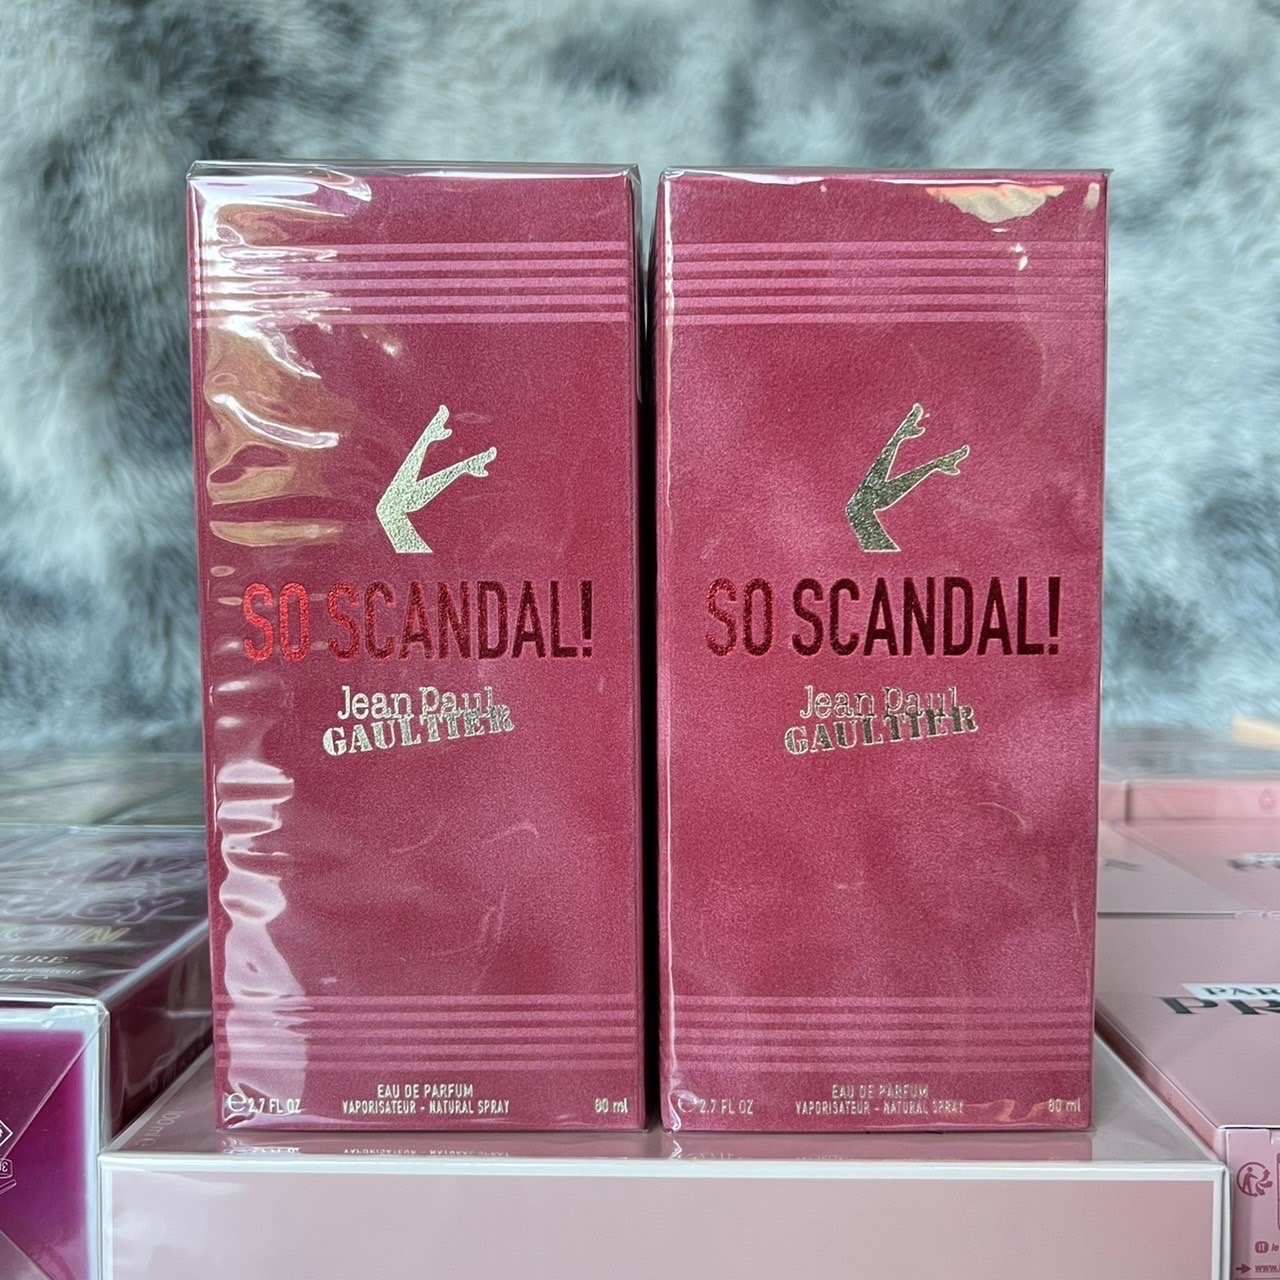 SO SCANDAL!
Jean Paul
GAULTIER
EAU DE PARFUM
VAPORISATEUR - NATURAL SPRAY
e 2.7 FL OZ
80 ml
SO SCANDAL!
Jean Paul
GAULTIER
EAU DE PARFUM
VAPORISATEUR - NATURAL SPRAY
e 2.7 FL OZ
80 ml